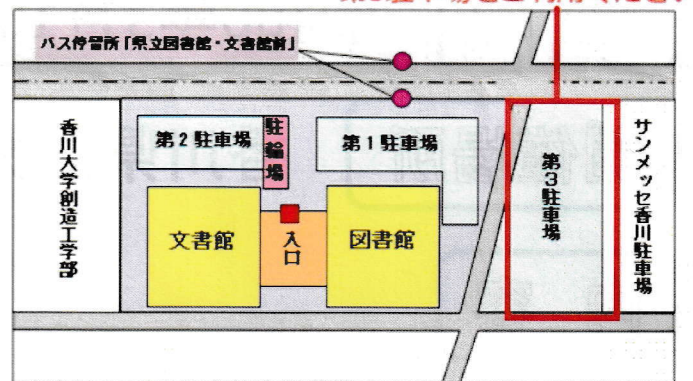 バス停留所「県立図書館・文書館前」
香川大学創造工学部
第2駐車場
駐輪場
第1駐車場
第3駐車場
サンメッセ香川駐車場
文書館
入口
図書館